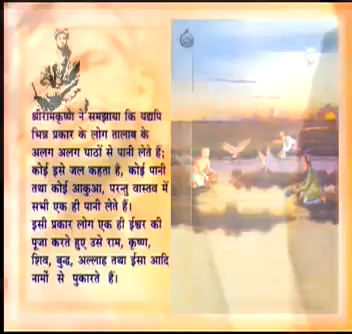 श्रीरामकृष्ण ने समझाया कि यद्यपि
भिन्न प्रकार के लोग तालाब के
अलग अलग घाटों से पानी लेते हैं;
कोई इसे जल कहता है, कोई पानी
तथा कोई आकुआ, परन्तु वास्तव में
सभी एक ही पानी लेते हैं।
इसी प्रकार लोग एक ही ईश्वर की
पूजा करते हुए उसे राम, कृष्ण,
शिव, बुद्ध, अल्लाह तथा ईसा आदि
नामों से पुकारते हैं।